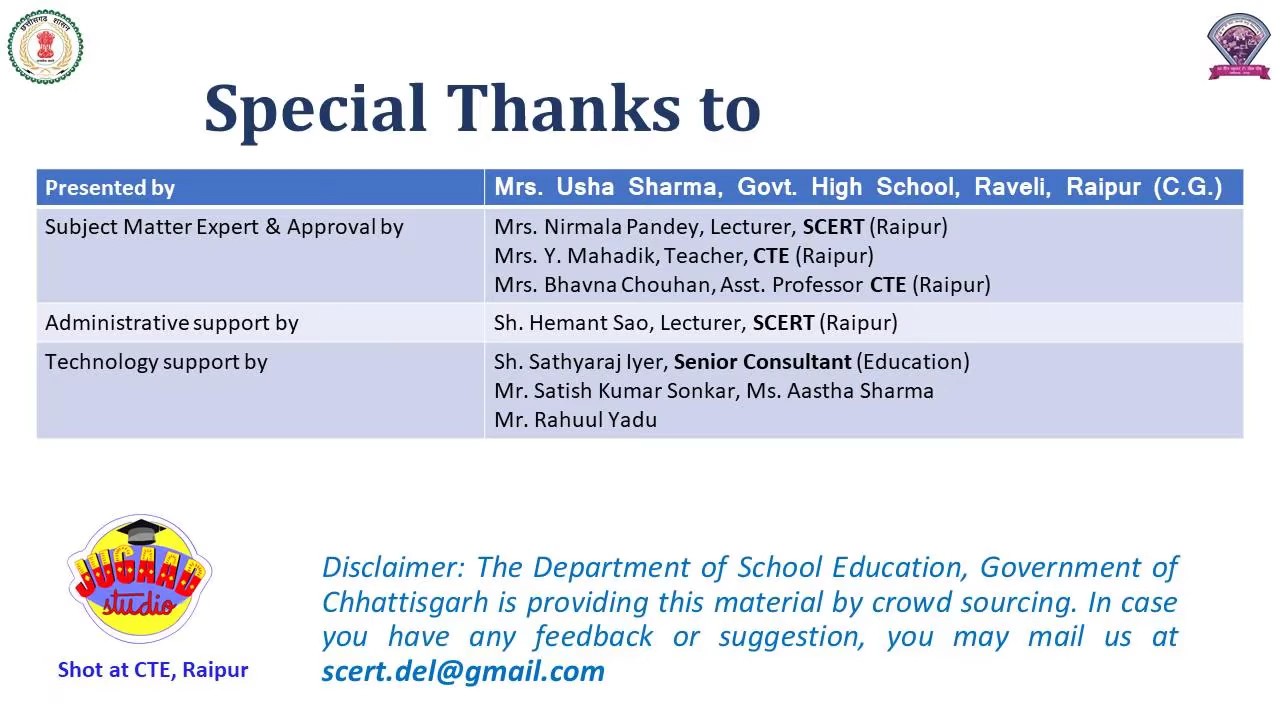 छत्तीसगढ़ शासन
Special Thanks to
Presented by
Mrs. Usha Sharma, Govt. High School, Raveli, Raipur (C.G.)
Subject Matter Expert & Approval by
Mrs. Nirmala Pandey, Lecturer, SCERT (Raipur)
Mrs. Y. Mahadik, Teacher, CTE (Raipur)
Mrs. Bhavna Chouhan, Asst. Professor CTE (Raipur)
Administrative support by
Sh. Hemant Sao, Lecturer, SCERT (Raipur)
Technology support by
Sh. Sathyaraj Iyer, Senior Consultant (Education)
Mr. Satish Kumar Sonkar, Ms. Aastha Sharma
Mr. Rahuul Yadu
JUGAAD
studio
Shot at CTE, Raipur
Disclaimer: The Department of School Education, Government of
Chhattisgarh is providing this material by crowd sourcing. In case
you have any feedback or suggestion, you may mail us at
scert.del@gmail.com